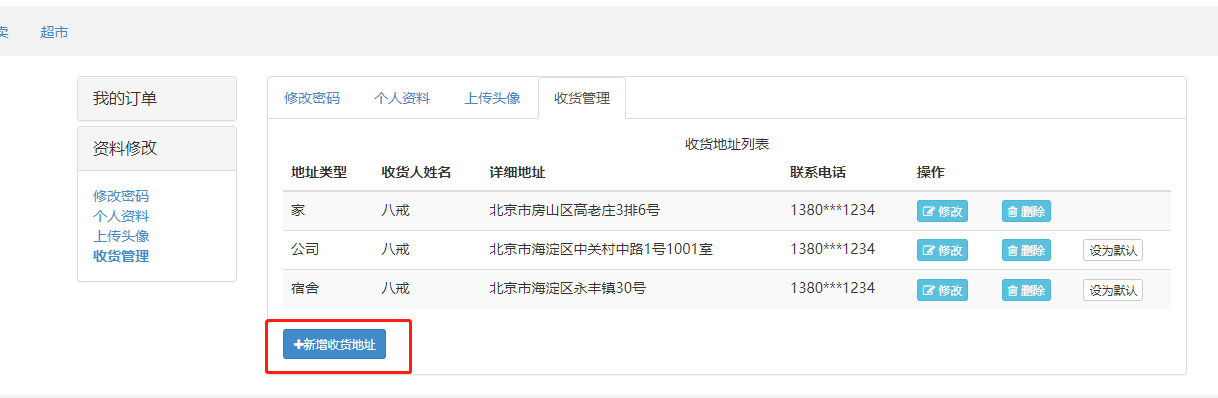 卖 超市
我的订单
资料修改
修改密码
个人资料
上传头像
收货管理
修改密码 个人资料 上传头像 收货管理
收货地址列表
地址类型 收货人姓名 详细地址 联系电话 操作
家 八戒 北京市房山区高老庄3排6号 1380***1234 修改 删除
公司 八戒 北京市海淀区中关村中路1号1001室 1380***1234 修改 删除 设为默认
宿舍 八戒 北京市海淀区永丰镇30号 1380***1234 修改 删除 设为默认
+新增收货地址